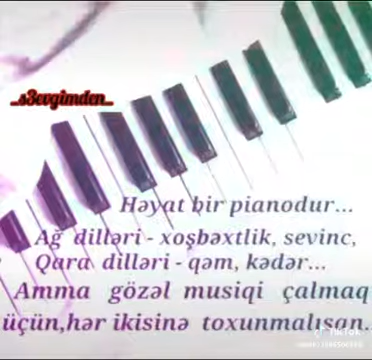 ..s3evgimden..
Həyat bir pianodur...
Ağ dilləri - xoşbəxtlik, sevinc,
Qara dilləri - qəm, kədər...
Amma gözəl musiqi çalmaq
üçün,hər ikisinə toxunmalısan..
TikTok